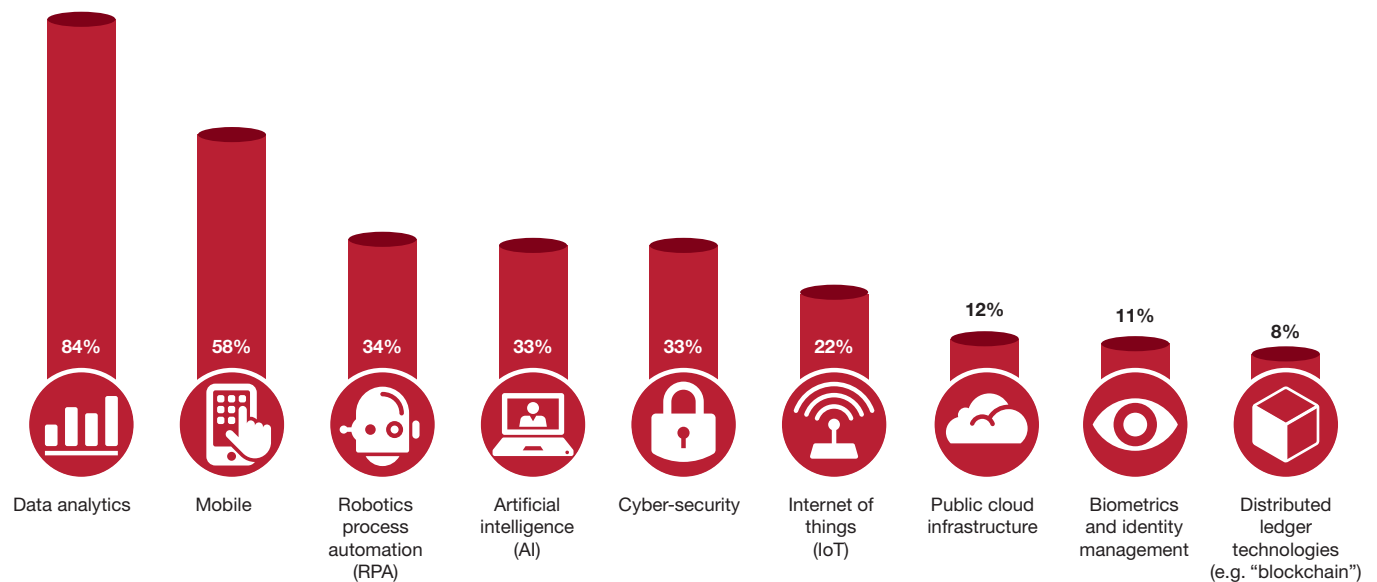 84%
58%
34%
33%
33%
22%
12%
11%
8%
Data analytics
Mobile
Robotics
process
automation
(RPA)
Artificial
intelligence
(AI)
Cyber-security
Internet of
things
(IoT)
Public cloud
infrastructure
Biometrics
and identity
management
Distributed
ledger
technologies
(e.g. “blockchain”)